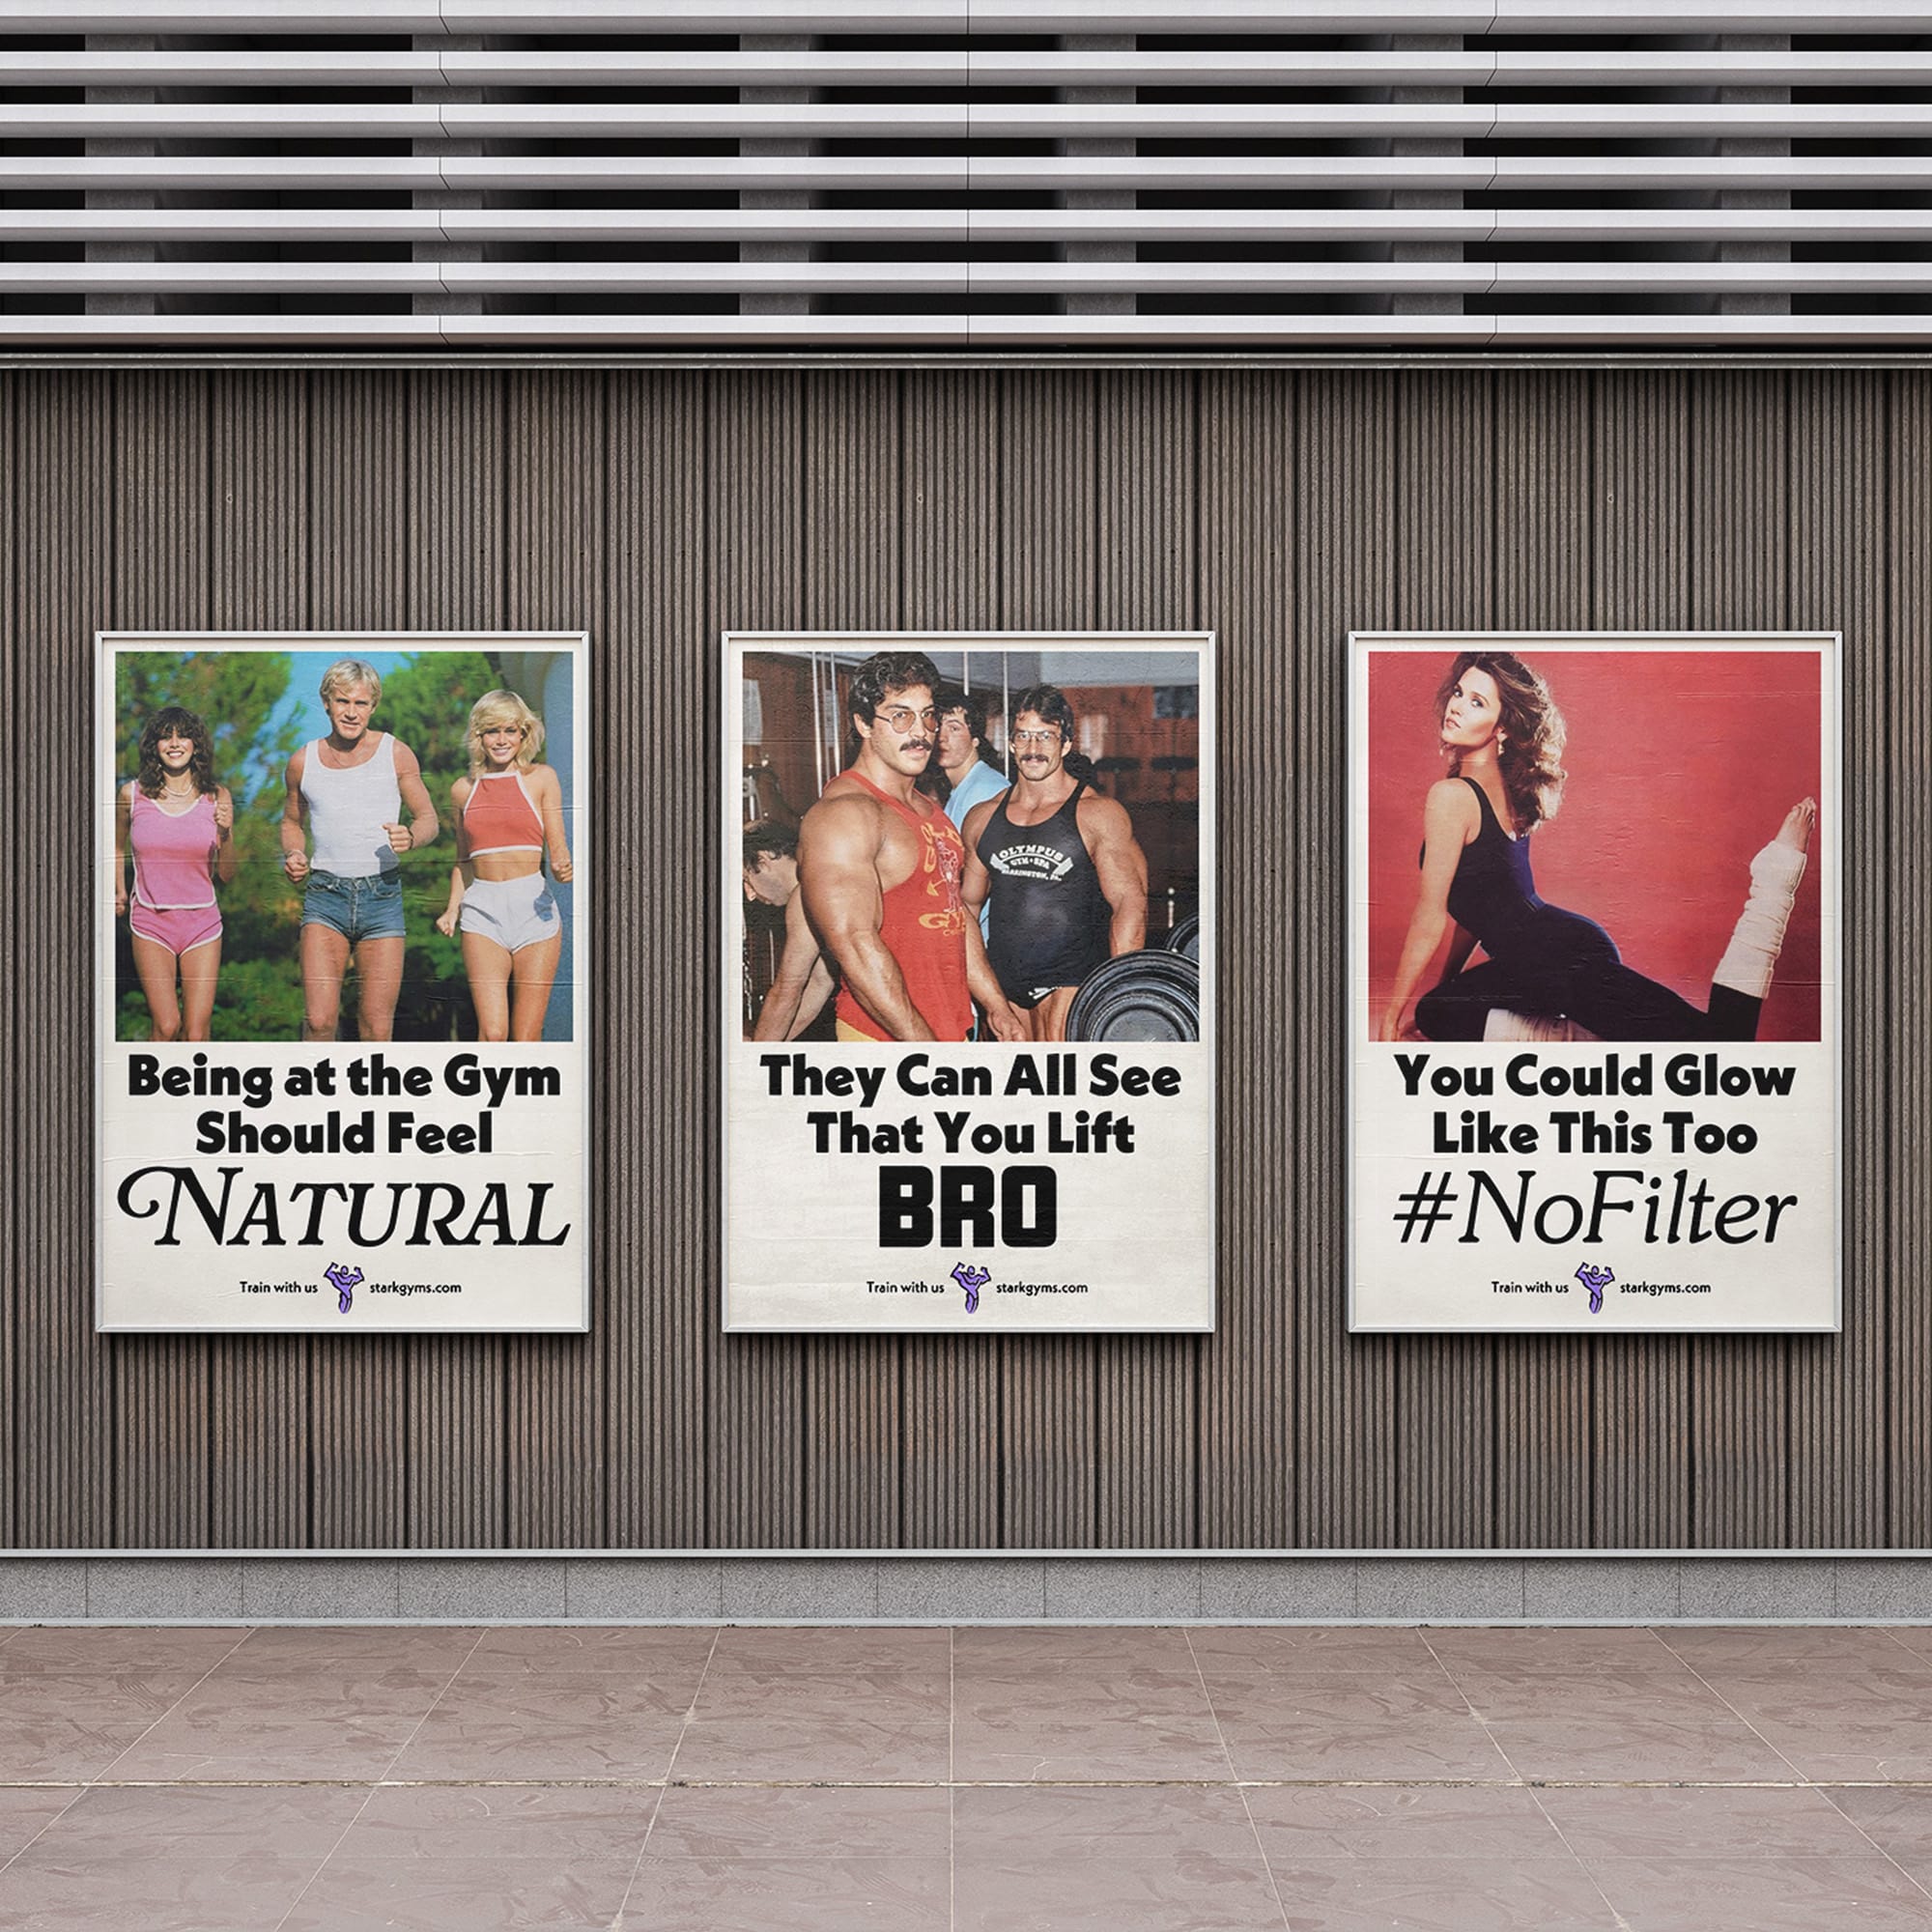 Being at the Gym
Should Feel
NATURAL
Train with us starkgyms.com
OLYMPUS
GYM • SPA
WARRINGTON, PA.
They Can All See
That You Lift
BRO
Train with us starkgyms.com
You Could Glow
Like This Too
#NoFilter
Train with us starkgyms.com